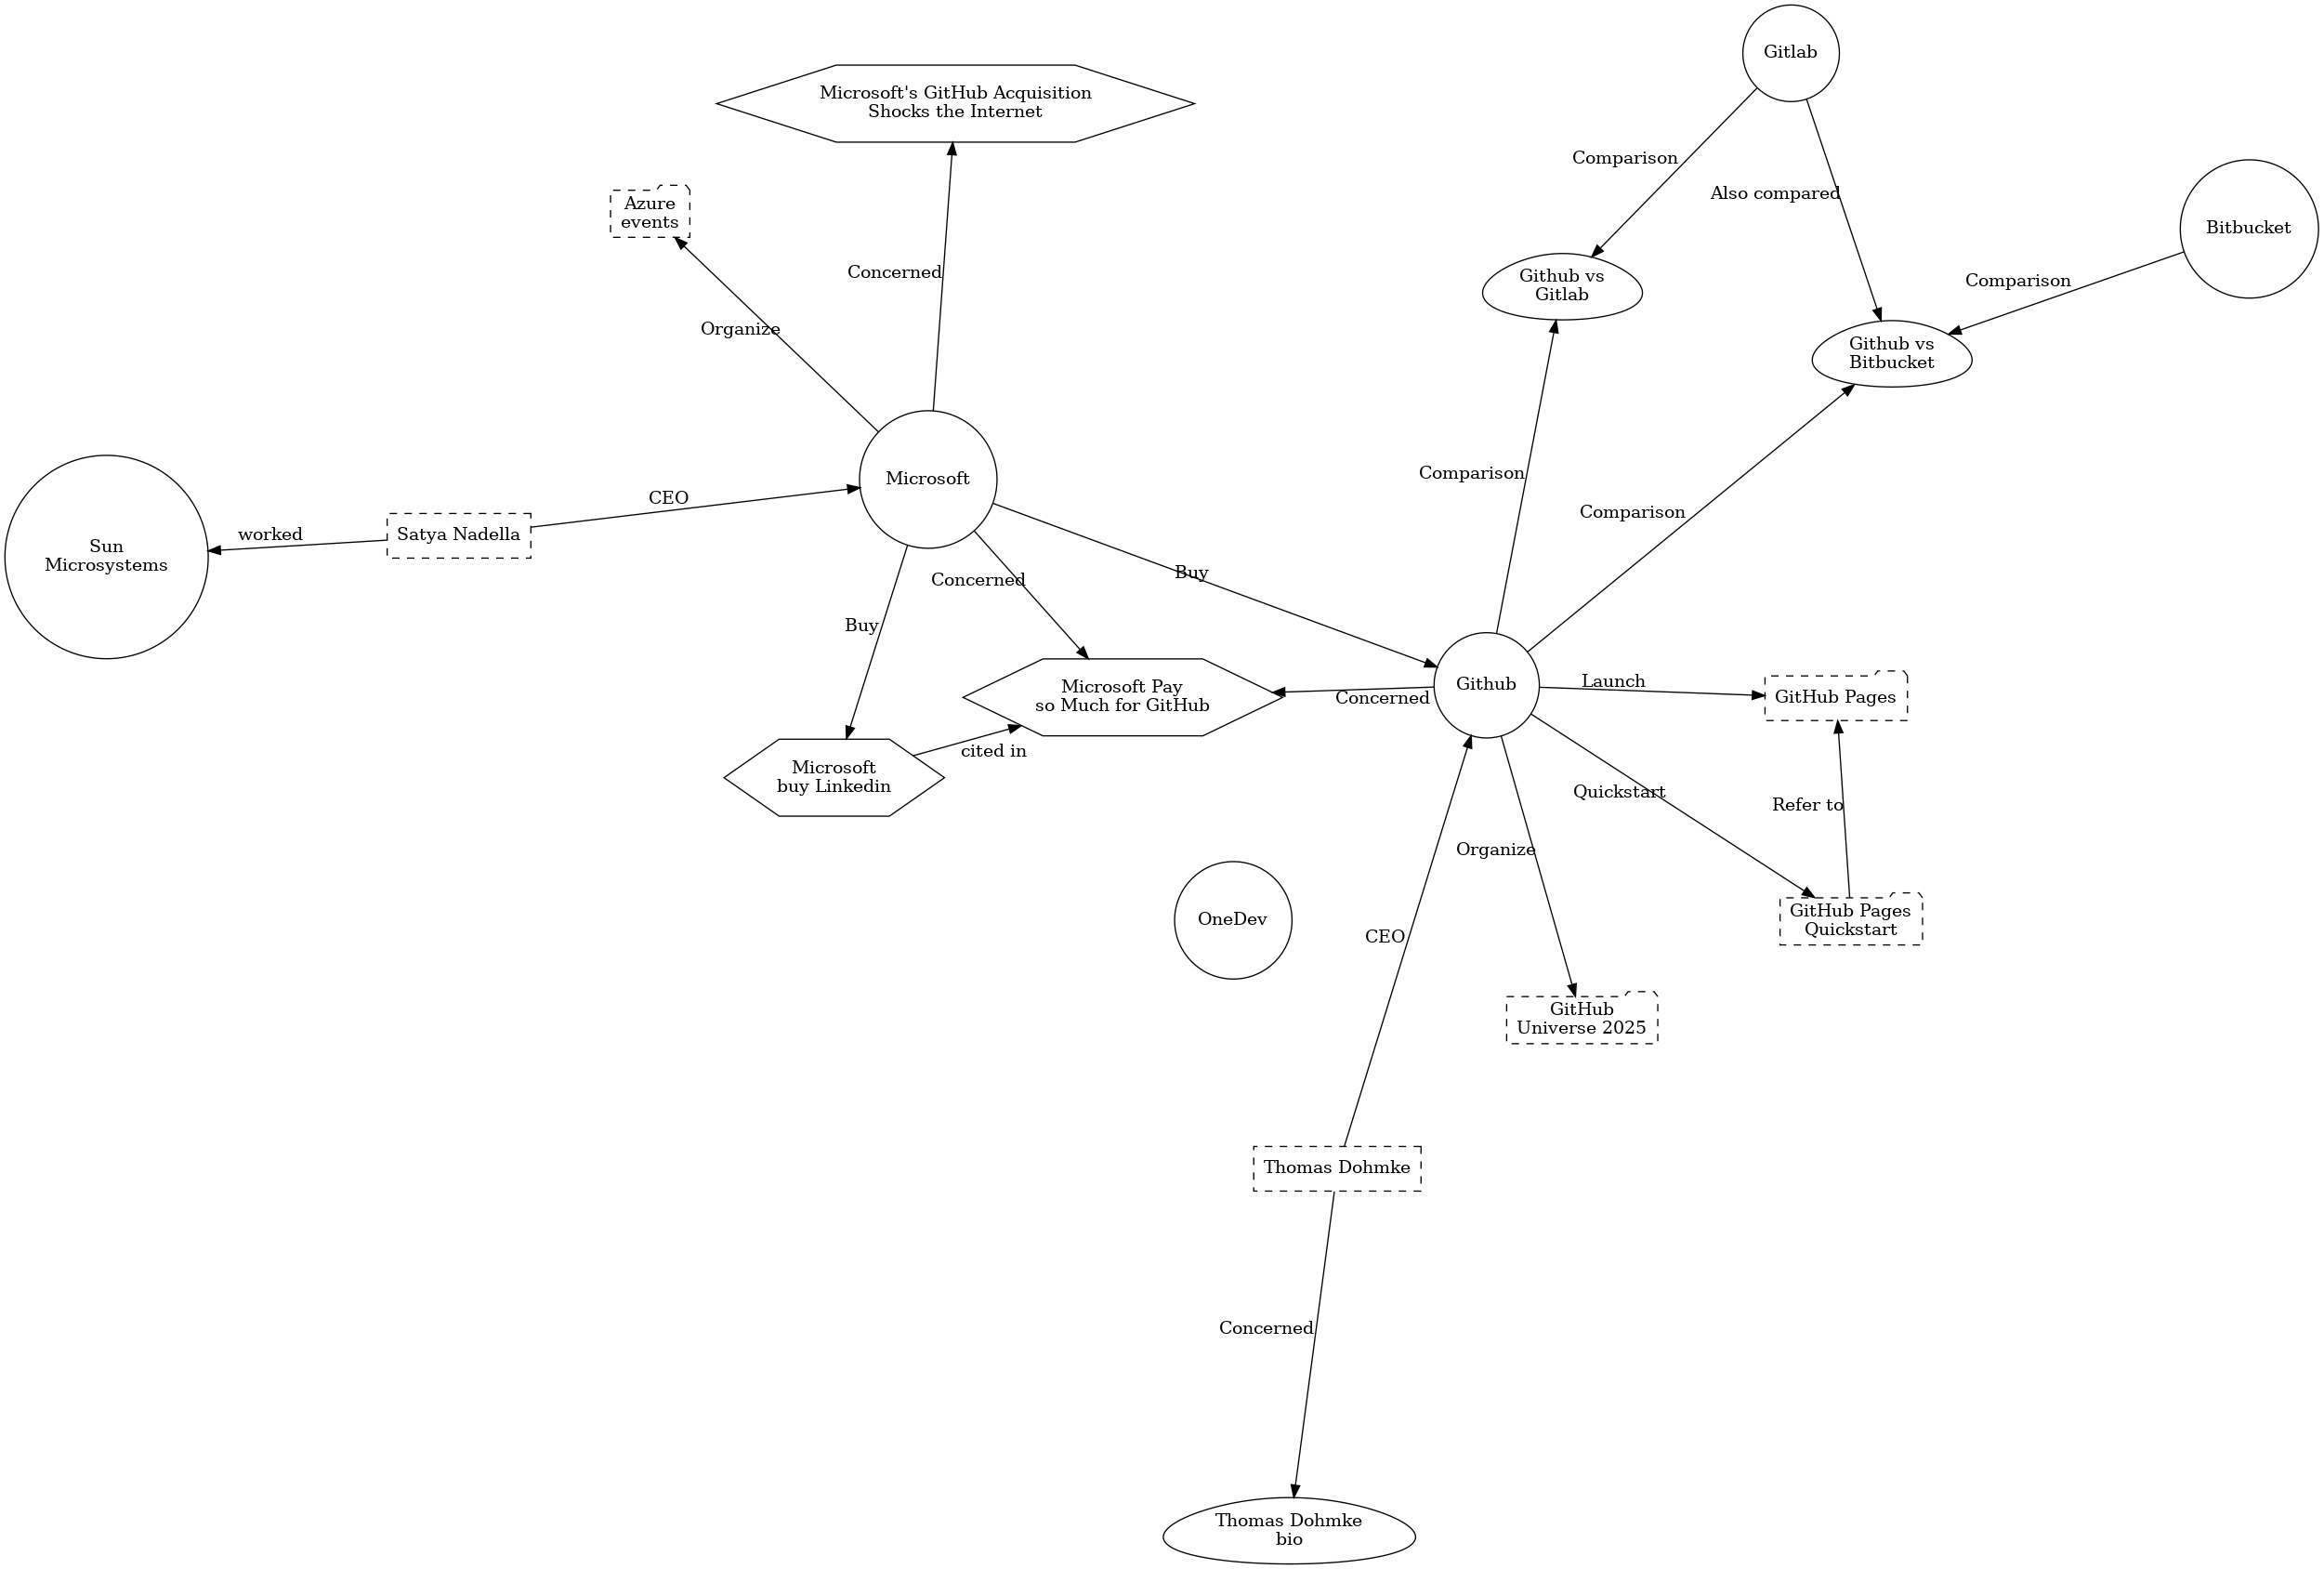 Gitlab
Microsoft's GitHub Acquisition
Shocks the Internet
Comparison
Also compared
Azure
events
Bitbucket
Concerned
Github vs
Gitlab
Comparison
Organize
Github vs
Bitbucket
Microsoft
Comparison
CEO
Comparison
Sun
Microsystems
worked
Satya Nadella
Concerned
Buy
Buy
Microsoft Pay
so Much for GitHub
Concerned
Github
Launch
GitHub Pages
cited in
Microsoft
buy Linkedin
Quickstart
Refer to
Organize
OneDev
CEO
GitHub Pages
Quickstart
GitHub
Universe 2025
Thomas Dohmke
Concerned
Thomas Dohmke
bio